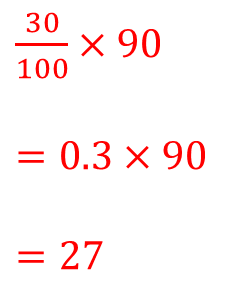 30/100 × 90
= 0.3 × 90
= 27